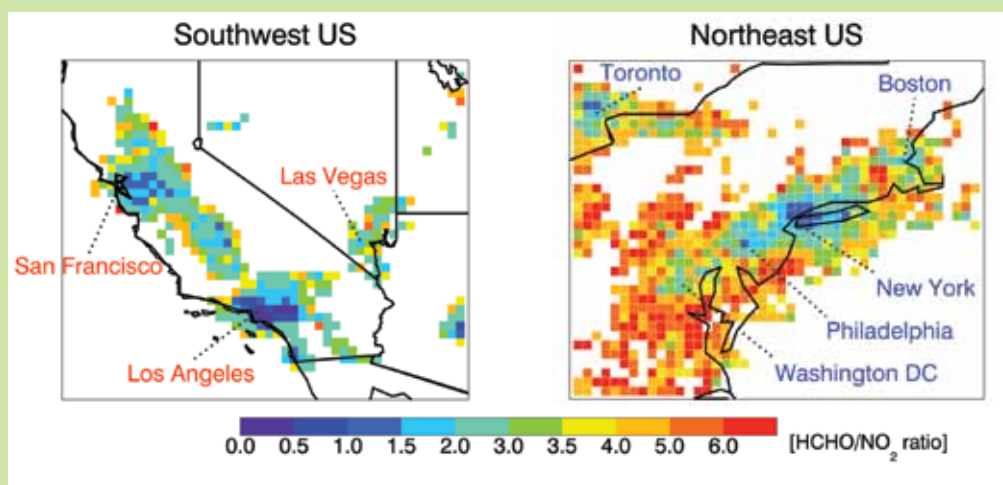 Southwest US
Northeast US
Toronto
Boston
Las Vegas
San Francisco
New York
Philadelphia
Los Angeles
Washington DC
0.0 0.5 1.0 1.5 2.0 3.0 3.5 4.0 5.0 6.0 [HCHO/NO₂ ratio]